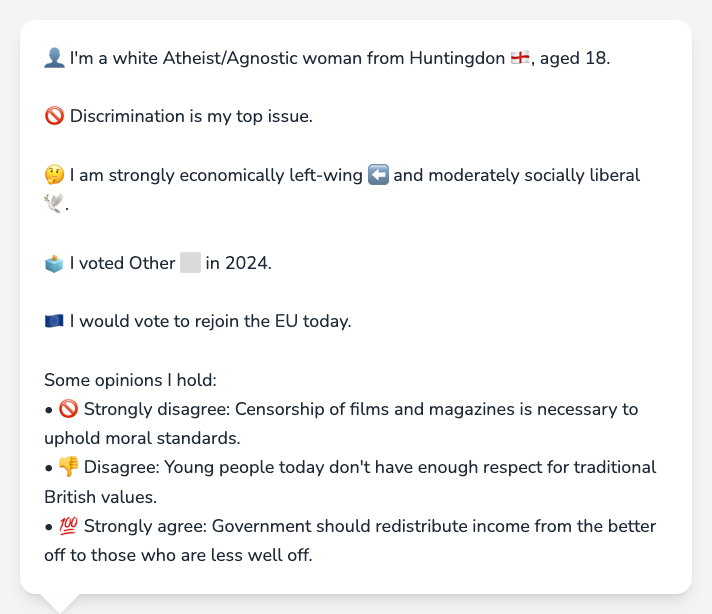 👤 I'm a white Atheist/Agnostic woman from Huntingdon 🏴󠁧󠁢󠁥󠁮󠁧󠁿, aged 18.
🚫 Discrimination is my top issue.
🤔 I am strongly economically left-wing ⬅️ and moderately socially liberal
🕊️.
🗳️ I voted Other ⬜ in 2024.
🇪🇺 I would vote to rejoin the EU today.
Some opinions I hold:
• 🚫 Strongly disagree: Censorship of films and magazines is necessary to
uphold moral standards.
• 👎 Disagree: Young people today don't have enough respect for traditional
British values.
• 💯 Strongly agree: Government should redistribute income from the better
off to those who are less well off.